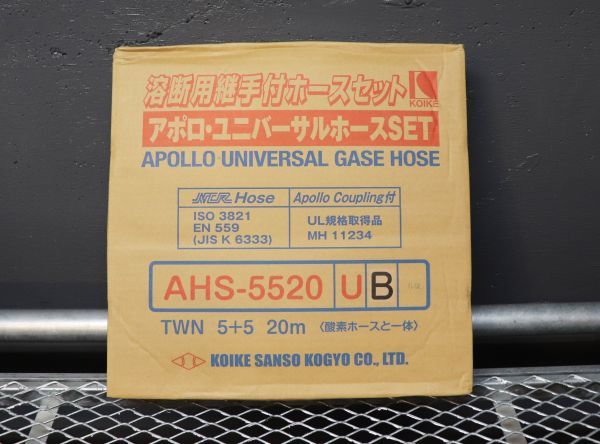 溶断用継手付ホースセット
KOIKE
アポロ・ユニバーサルホースSET
APOLLO UNIVERSAL GASE HOSE
NCR Hose
Apollo Coupling付
ISO 3821
EN 559
(JIS K 6333)
UL規格取得品
MH 11234
AHS-5520 U B
TWN 5+5 20m 〈酸素ホースと一体〉
KOIKE SANSO KOGYO CO., LTD.